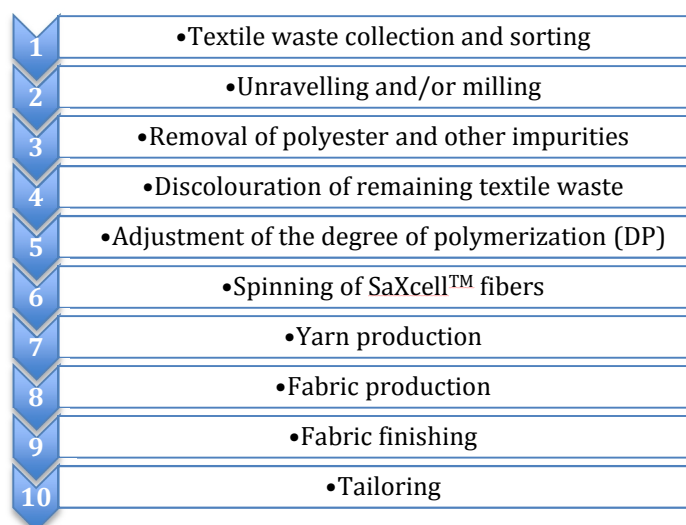 1 •Textile waste collection and sorting
2 •Unravelling and/or milling
3 •Removal of polyester and other impurities
4 •Discolouration of remaining textile waste
5 •Adjustment of the degree of polymerization (DP)
6 •Spinning of SaXcell™ fibers
7 •Yarn production
8 •Fabric production
9 •Fabric finishing
10 •Tailoring